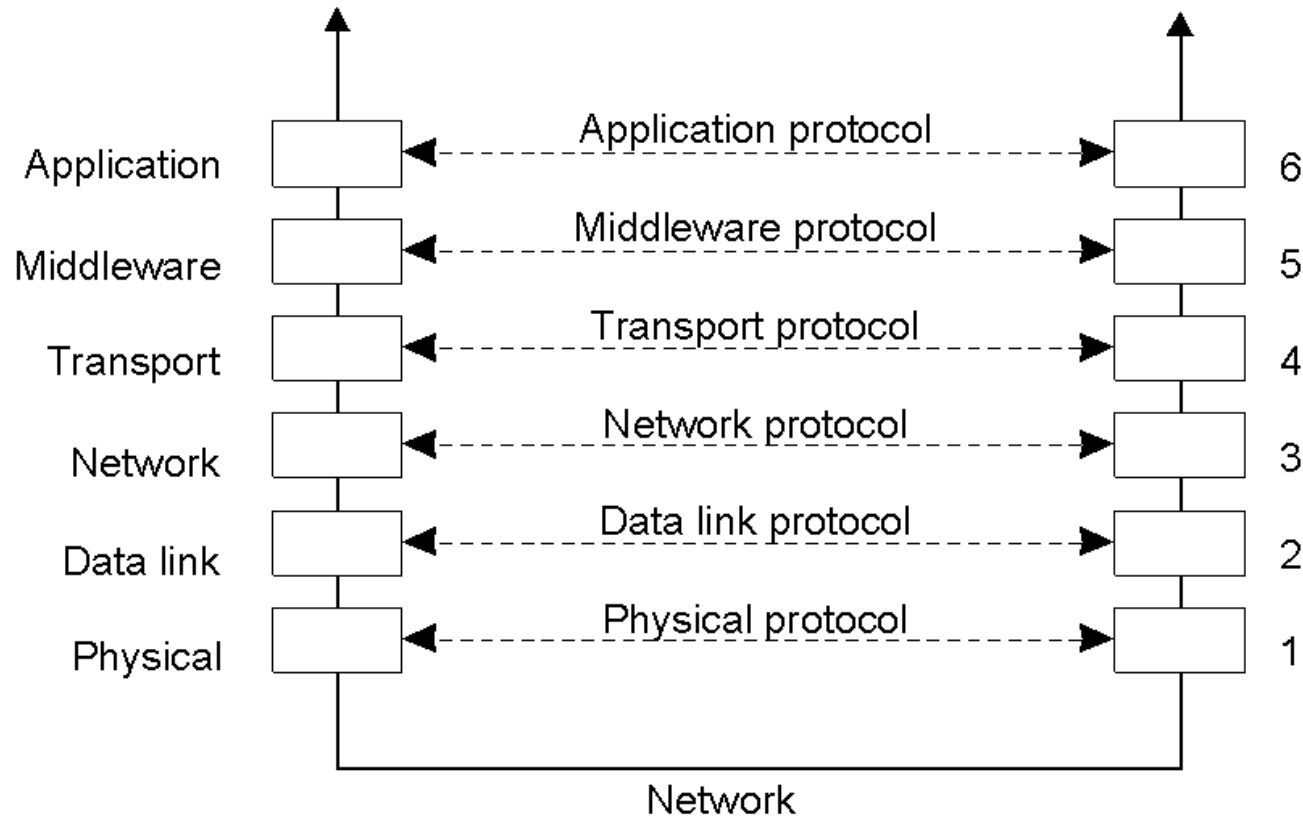 Application protocol
Application
6
Middleware protocol
Middleware
5
Transport protocol
Transport
4
Network protocol
Network
3
Data link protocol
Data link
2
Physical protocol
Physical
1
Network